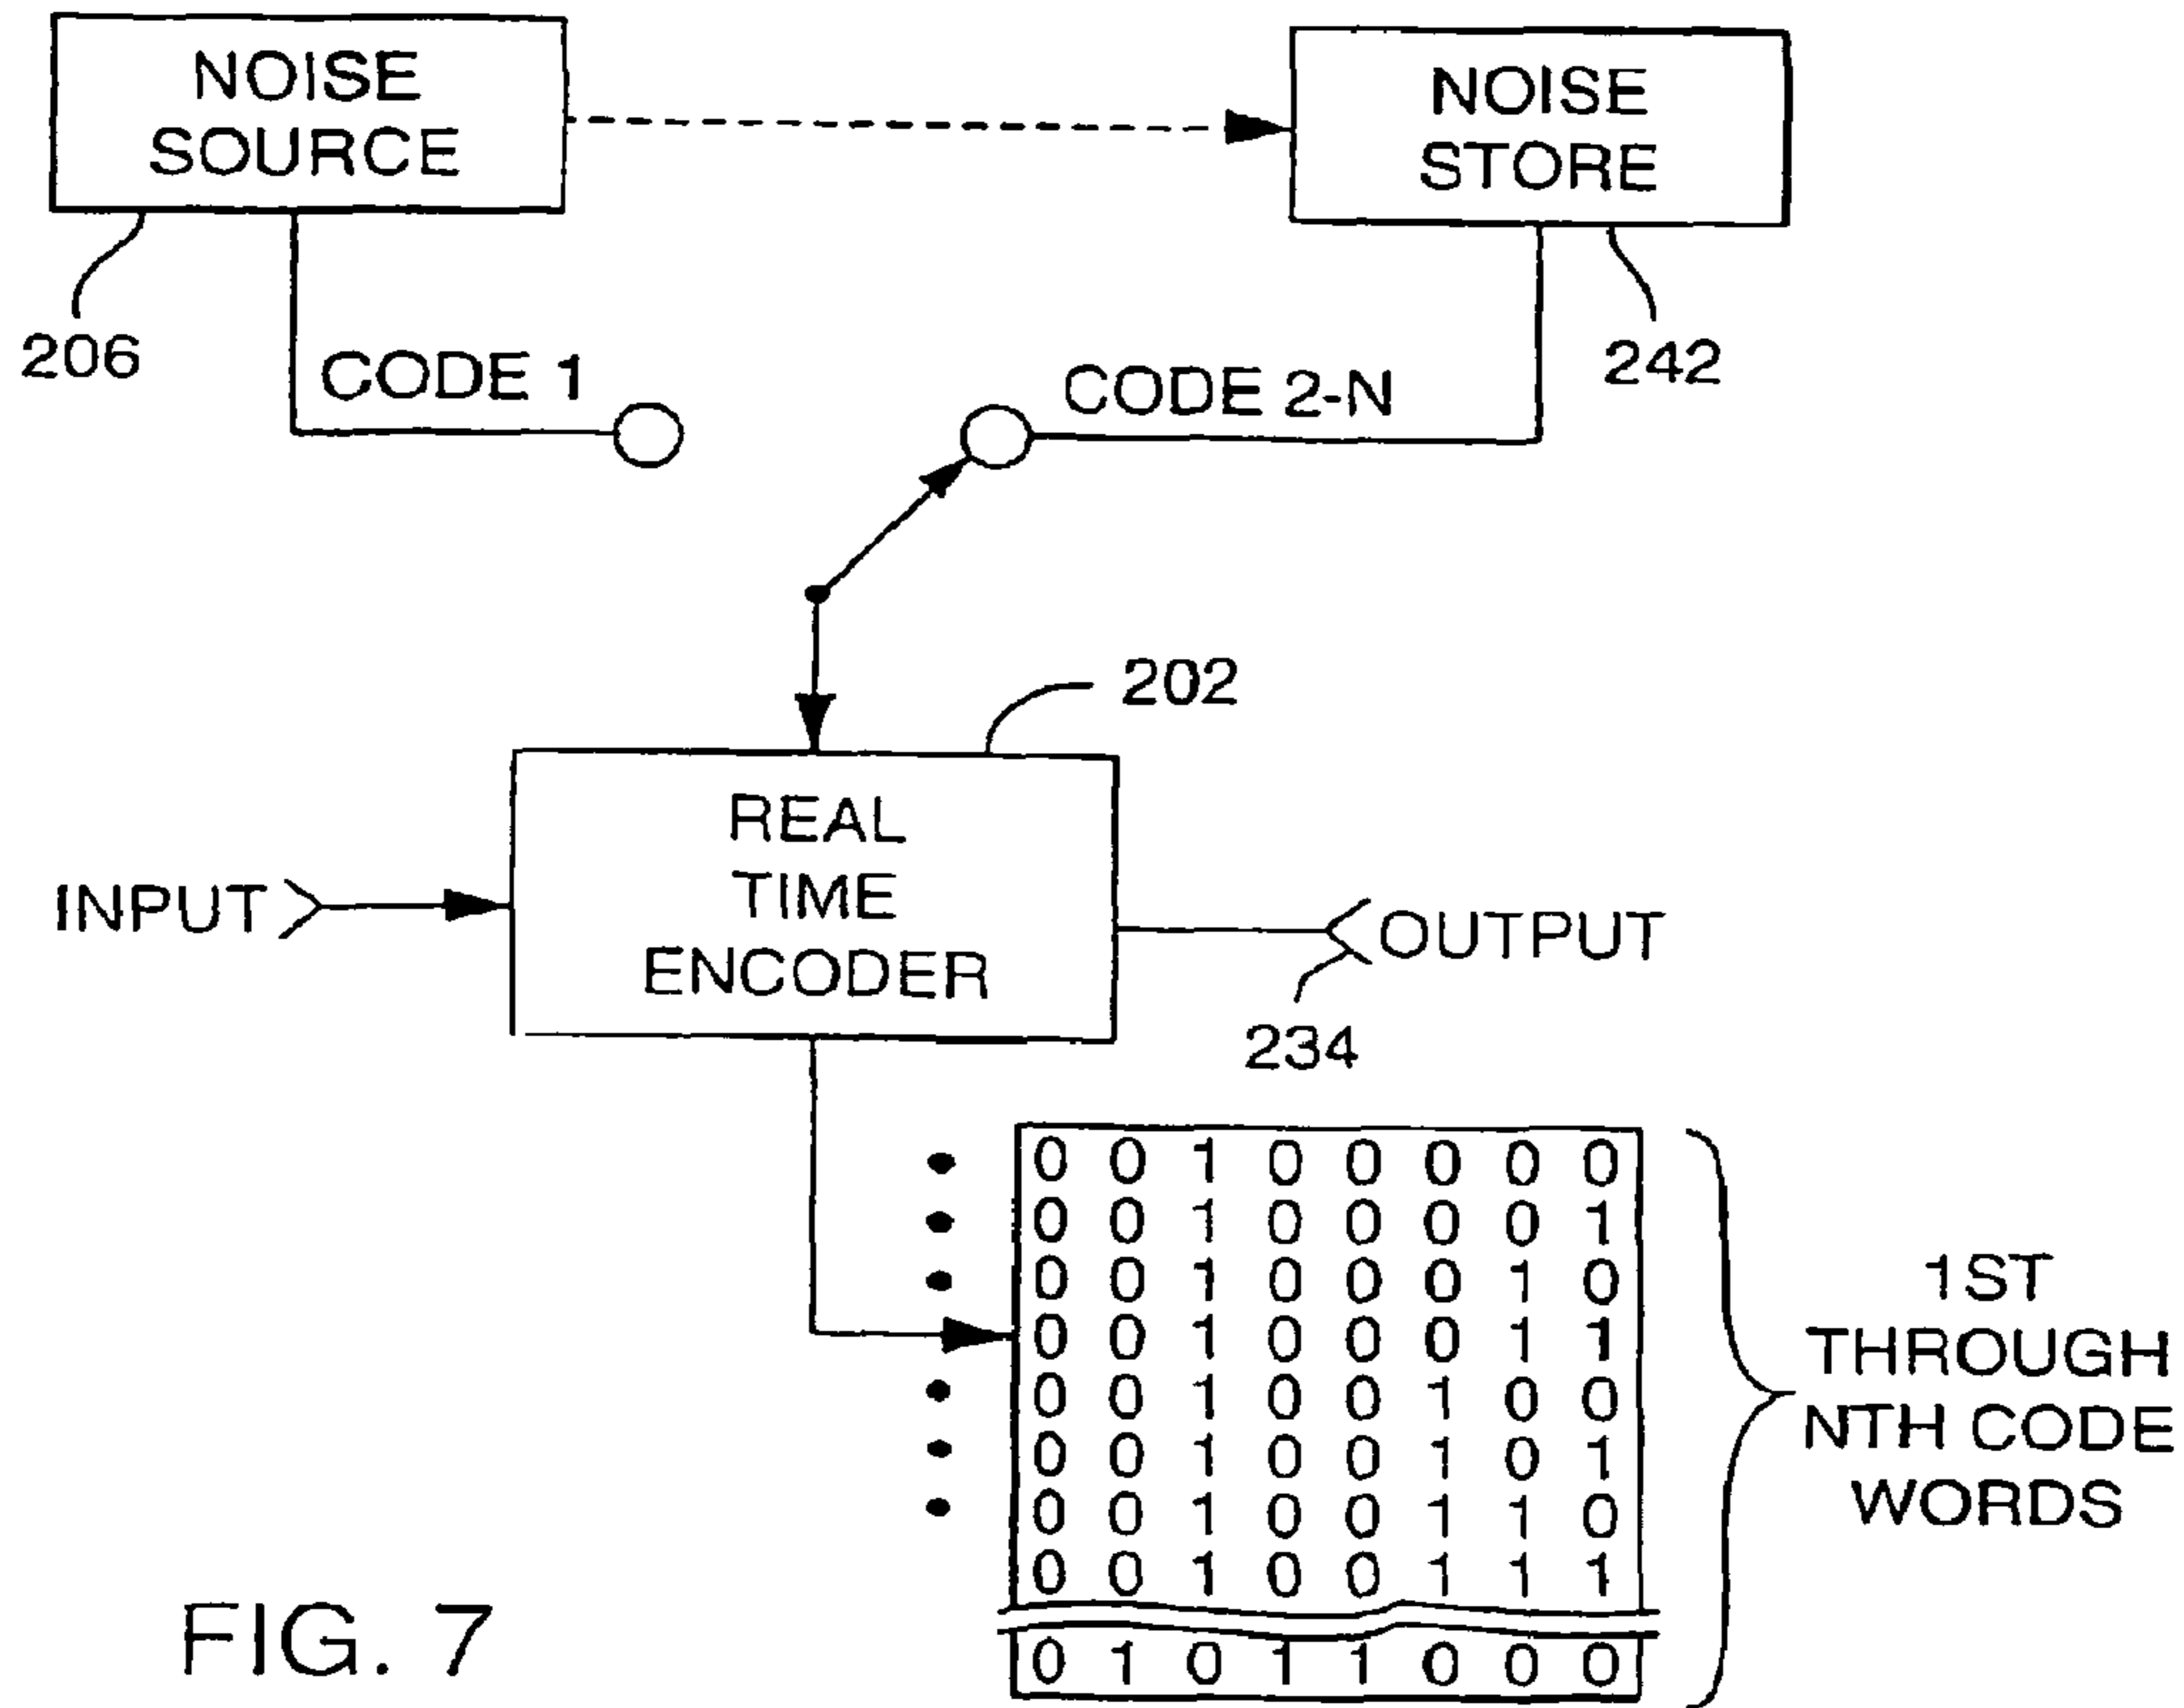 NOISE
SOURCE
NOISE
STORE
206
CODE 1
CODE 2-N
242
202
REAL
TIME
ENCODER
INPUT
OUTPUT
234
0 0 1 0 0 0 0 0
0 0 1 0 0 0 0 1
0 0 1 0 0 0 1 0
0 0 1 0 0 0 1 1
0 0 1 0 0 1 0 0
0 0 1 0 0 1 0 1
0 0 1 0 0 1 1 0
0 0 1 0 0 1 1 1
0 1 0 1 1 0 0 0
1ST
THROUGH
NTH CODE
WORDS
FIG. 7